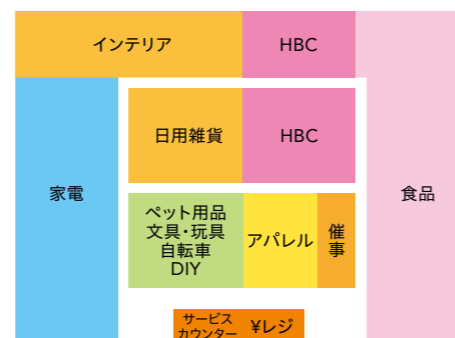 インテリア
HBC
日用雑貨
HBC
家電
食品
ペット用品
文具・玩具
自転車
DIY
アパレル
催
事
サービス
カウンター
¥レジ